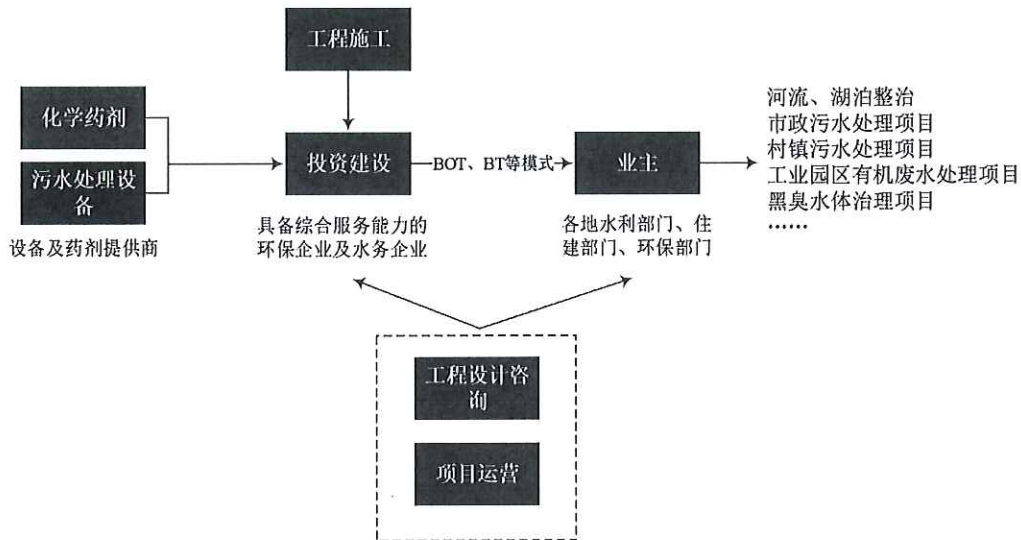 工程施工
化学药剂
污水处理设
备
设备及药剂提供商
投资建设
具备综合服务能力的
环保企业及水务企业
BOT、BT等模式
业主
各地水利部门、住
建部门、环保部门
河流、湖泊整治
市政污水处理项目
村镇污水处理项目
工业园区有机废水处理项目
黑臭水体治理项目
……
工程设计咨
询
项目运营